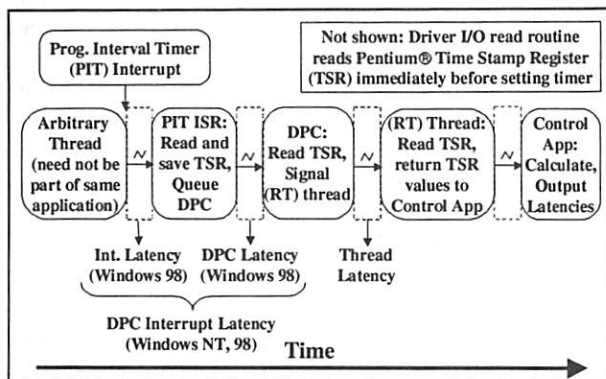 Prog. Interval Timer
(PIT) Interrupt
Not shown: Driver I/O read routine
reads Pentium® Time Stamp Register
(TSR) immediately before setting timer
Arbitrary
Thread
(need not be
part of same
application)
PIT ISR:
Read and
save TSR,
Queue
DPC
DPC:
Read TSR,
Signal
(RT) thread
(RT) Thread:
Read TSR,
return TSR
values to
Control App
Control
App:
Calculate,
Output
Latencies
Int. Latency
(Windows 98)
DPC Latency
(Windows 98)
Thread
Latency
DPC Interrupt Latency
(Windows NT, 98)
Time